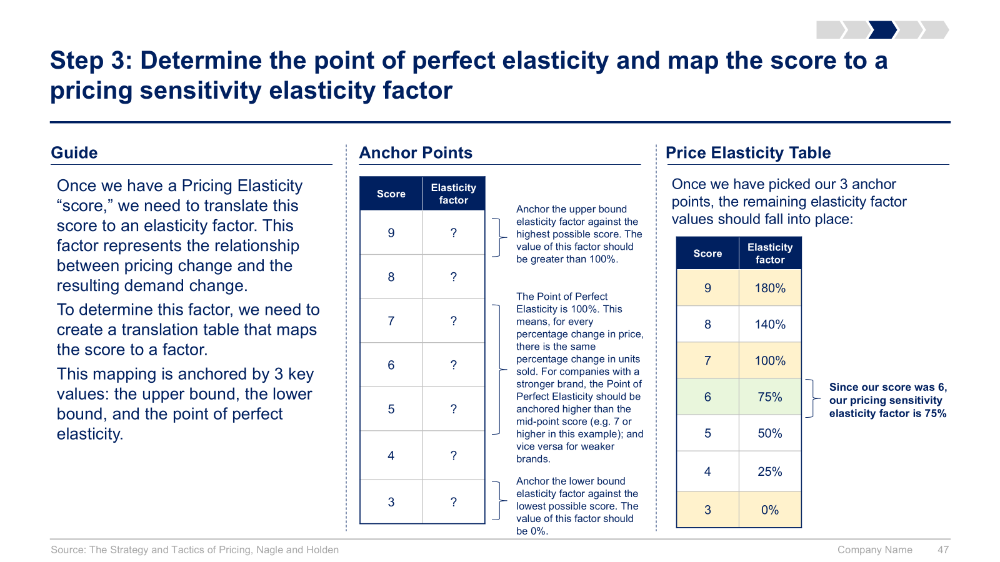 Step 3: Determine the point of perfect elasticity and map the score to a
pricing sensitivity elasticity factor
Guide
Once we have a Pricing Elasticity
“score,” we need to translate this
score to an elasticity factor. This
factor represents the relationship
between pricing change and the
resulting demand change.
To determine this factor, we need to
create a translation table that maps
the score to a factor.
This mapping is anchored by 3 key
values: the upper bound, the lower
bound, and the point of perfect
elasticity.
Anchor Points
Score Elasticity factor
9 ?
8 ?
7 ?
6 ?
5 ?
4 ?
3 ?
Anchor the upper bound
elasticity factor against the
highest possible score. The
value of this factor should
be greater than 100%.
The Point of Perfect
Elasticity is 100%. This
means, for every
percentage change in price,
there is the same
percentage change in units
sold. For companies with a
stronger brand, the Point of
Perfect Elasticity should be
anchored higher than the
mid-point score (e.g. 7 or
higher in this example); and
vice versa for weaker
brands.
Anchor the lower bound
elasticity factor against the
lowest possible score. The
value of this factor should
be 0%.
Price Elasticity Table
Once we have picked our 3 anchor
points, the remaining elasticity factor
values should fall into place:
Score Elasticity factor
9 180%
8 140%
7 100%
6 75%
5 50%
4 25%
3 0%
Since our score was 6,
our pricing sensitivity
elasticity factor is 75%
Source: The Strategy and Tactics of Pricing, Nagle and Holden
Company Name 47